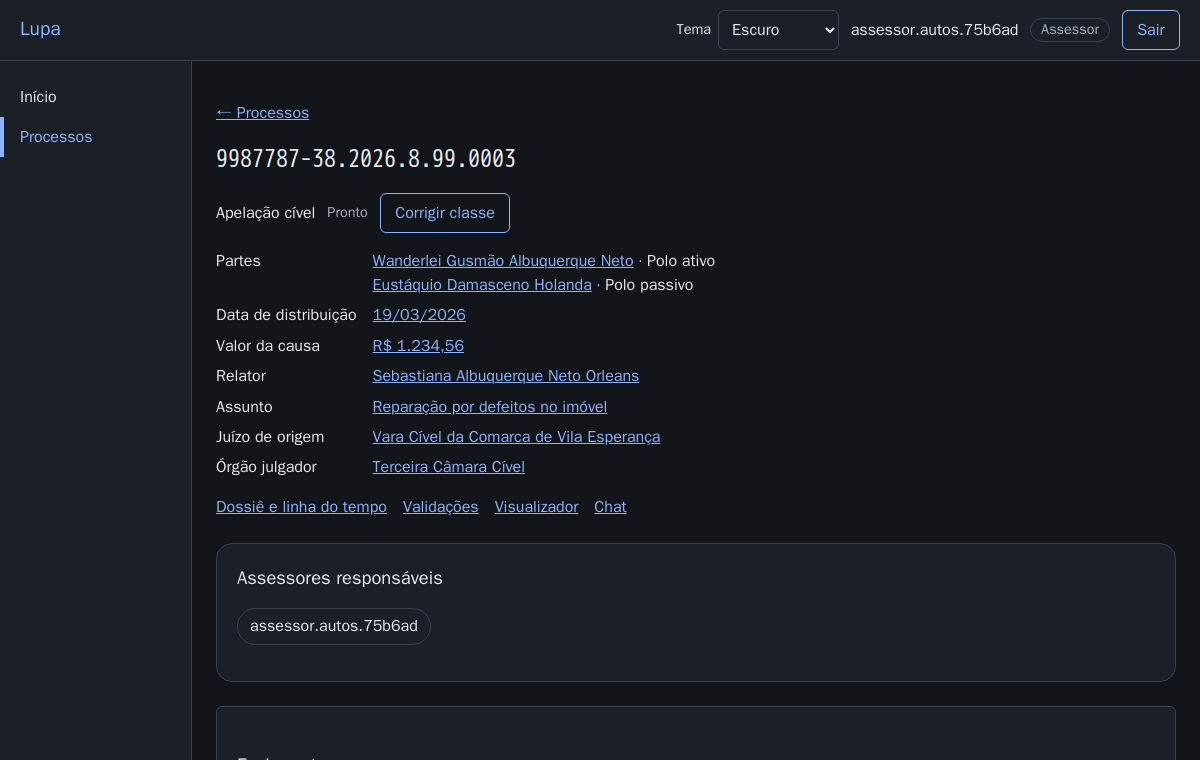 Lupa
Tema Escuro assessor.autos.75b6ad Assessor Sair
Início
Processos
← Processos
9987787-38.2026.8.99.0003
Apelação cível Pronto Corrigir classe
Partes Wanderlei Gusmão Albuquerque Neto · Polo ativo
Eustáquio Damasceno Holanda · Polo passivo
Data de distribuição 19/03/2026
Valor da causa R$ 1.234,56
Relator Sebastiana Albuquerque Neto Orleans
Assunto Reparação por defeitos no imóvel
Juízo de origem Vara Cível da Comarca de Vila Esperança
Órgão julgador Terceira Câmara Cível
Dossiê e linha do tempo Validações Visualizador Chat
Assessores responsáveis
assessor.autos.75b6ad